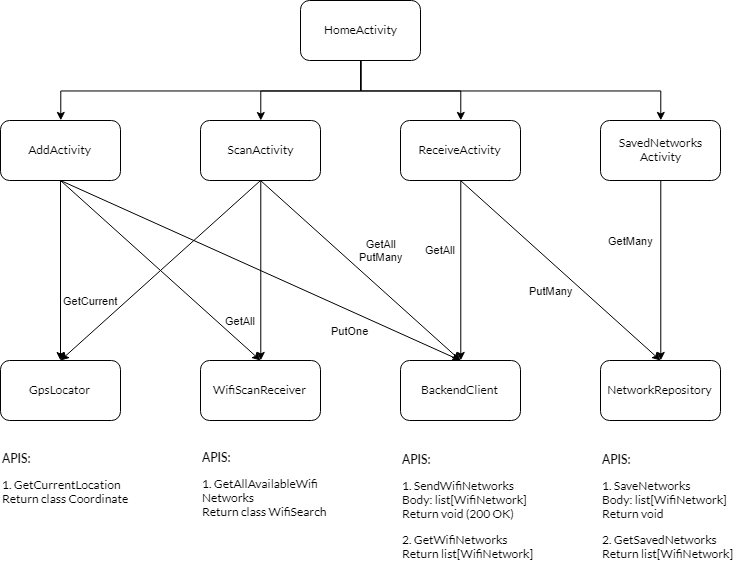 HomeActivity
AddActivity
ScanActivity
ReceiveActivity
SavedNetworks
Activity
GetAll
PutMany
GetAll
GetMany
GetCurrent
GetAll
PutOne
PutMany
GpsLocator
WifiScanReceiver
BackendClient
NetworkRepository
APIS:
1. GetCurrentLocation
Return class Coordinate
APIS:
1. GetAllAvailableWifi
Networks
Return class WifiSearch
APIS:
1. SendWifiNetworks
Body: list[WifiNetwork]
Return void (200 OK)
2. GetWifiNetworks
Return list[WifiNetwork]
APIS:
1. SaveNetworks
Body: list[WifiNetwork]
Return void
2. GetSavedNetworks
Return list[WifiNetwork]